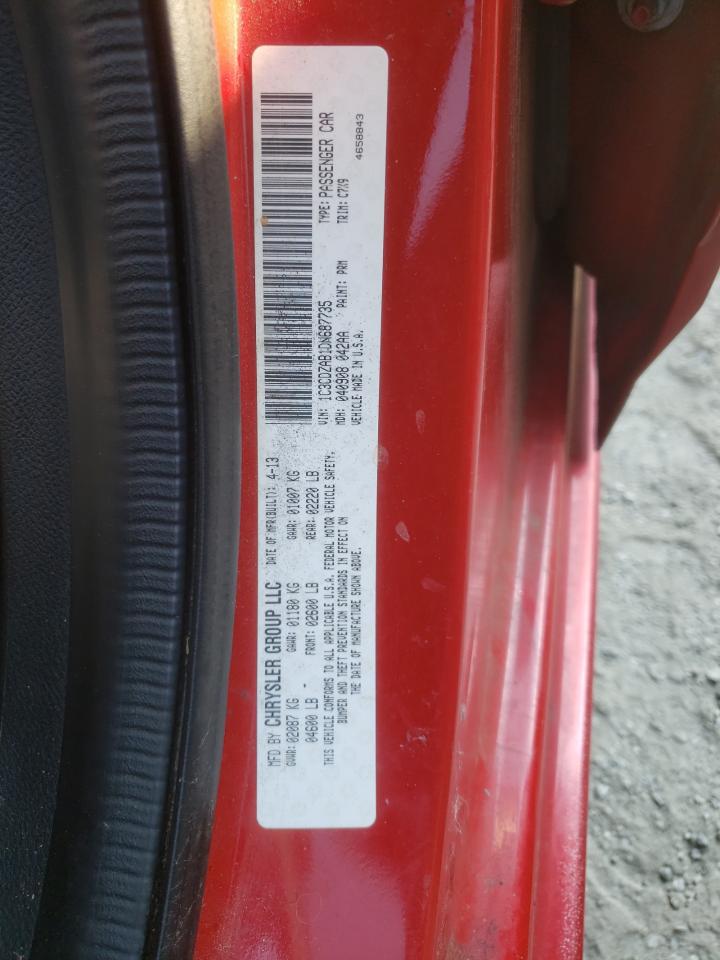 MFD BY CHRYSLER GROUP LLC DATE OF MFR(BUILT): 4-13
GVWR: 02087 KG GAWR: 01180 KG GAWR: 01007 KG
04600 LB - FRONT: 02600 LB REAR: 02220 LB
THIS VEHICLE CONFORMS TO ALL APPLICABLE U.S.A. FEDERAL MOTOR VEHICLE SAFETY,
BUMPER AND THEFT PREVENTION STANDARDS IN EFFECT ON
THE DATE OF MANUFACTURE SHOWN ABOVE.
VIN: 1C3CDZAB1DN687735 TYPE: PASSENGER CAR
MDH: 040908 042AA PAINT: PRM TRIM: C7X9
VEHICLE MADE IN U.S.A. 4658843